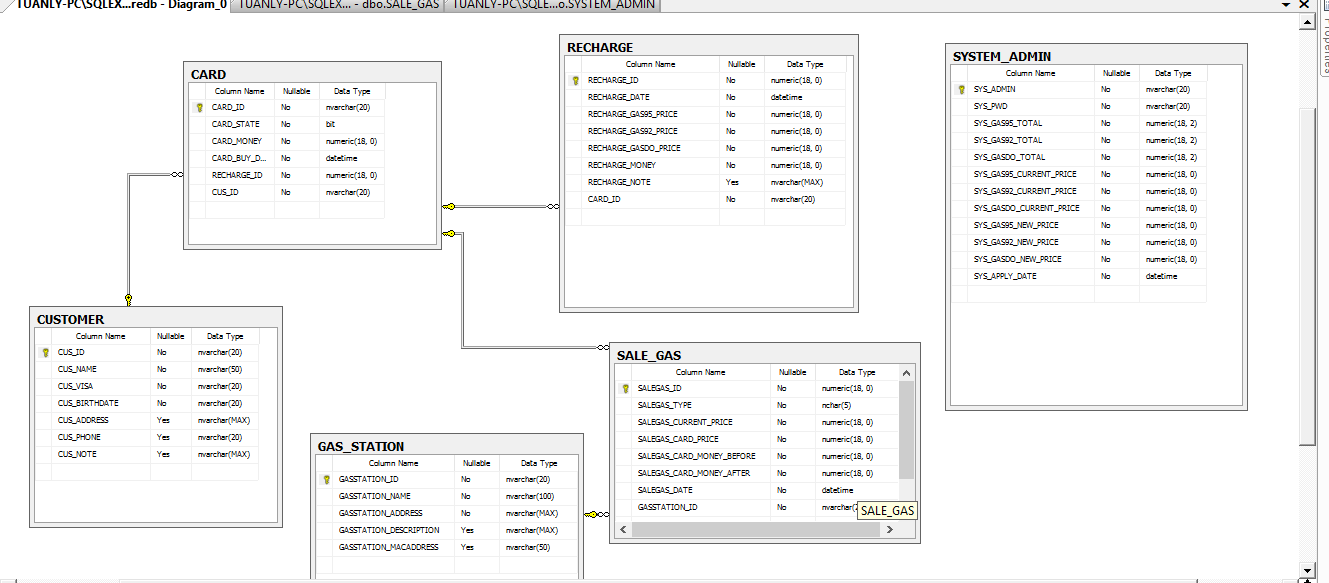 TUANLY-PC\SQLEX...redb - Diagram_0 TUANLY-PC\SQLEX... - dbo.SALE_GAS TUANLY-PC\SQLE...o.SYSTEM_ADMIN
Properties
CARD
Column Name Nullable Data Type
CARD_ID No nvarchar(20)
CARD_STATE No bit
CARD_MONEY No numeric(18, 0)
CARD_BUY_D... No datetime
RECHARGE_ID No numeric(18, 0)
CUS_ID No nvarchar(20)
RECHARGE
Column Name Nullable Data Type
RECHARGE_ID No numeric(18, 0)
RECHARGE_DATE No datetime
RECHARGE_GAS95_PRICE No numeric(18, 0)
RECHARGE_GAS92_PRICE No numeric(18, 0)
RECHARGE_GASDO_PRICE No numeric(18, 0)
RECHARGE_MONEY No numeric(18, 0)
RECHARGE_NOTE Yes nvarchar(MAX)
CARD_ID No nvarchar(20)
SYSTEM_ADMIN
Column Name Nullable Data Type
SYS_ADMIN No nvarchar(20)
SYS_PWD No nvarchar(20)
SYS_GAS95_TOTAL No numeric(18, 2)
SYS_GAS92_TOTAL No numeric(18, 2)
SYS_GASDO_TOTAL No numeric(18, 2)
SYS_GAS95_CURRENT_PRICE No numeric(18, 0)
SYS_GAS92_CURRENT_PRICE No numeric(18, 0)
SYS_GASDO_CURRENT_PRICE No numeric(18, 0)
SYS_GAS95_NEW_PRICE No numeric(18, 0)
SYS_GAS92_NEW_PRICE No numeric(18, 0)
SYS_GASDO_NEW_PRICE No numeric(18, 0)
SYS_APPLY_DATE No datetime
CUSTOMER
Column Name Nullable Data Type
CUS_ID No nvarchar(20)
CUS_NAME No nvarchar(50)
CUS_VISA No nvarchar(20)
CUS_BIRTHDATE No nvarchar(20)
CUS_ADDRESS Yes nvarchar(MAX)
CUS_PHONE Yes nvarchar(20)
CUS_NOTE Yes nvarchar(MAX)
GAS_STATION
Column Name Nullable Data Type
GASSTATION_ID No nvarchar(20)
GASSTATION_NAME No nvarchar(100)
GASSTATION_ADDRESS No nvarchar(MAX)
GASSTATION_DESCRIPTION Yes nvarchar(MAX)
GASSTATION_MACADDRESS Yes nvarchar(50)
SALE_GAS
Column Name Nullable Data Type
SALEGAS_ID No numeric(18, 0)
SALEGAS_TYPE No nchar(5)
SALEGAS_CURRENT_PRICE No numeric(18, 0)
SALEGAS_CARD_PRICE No numeric(18, 0)
SALEGAS_CARD_MONEY_BEFORE No numeric(18, 0)
SALEGAS_CARD_MONEY_AFTER No numeric(18, 0)
SALEGAS_DATE No datetime
GASSTATION_ID No nvarchar(2
SALE_GAS